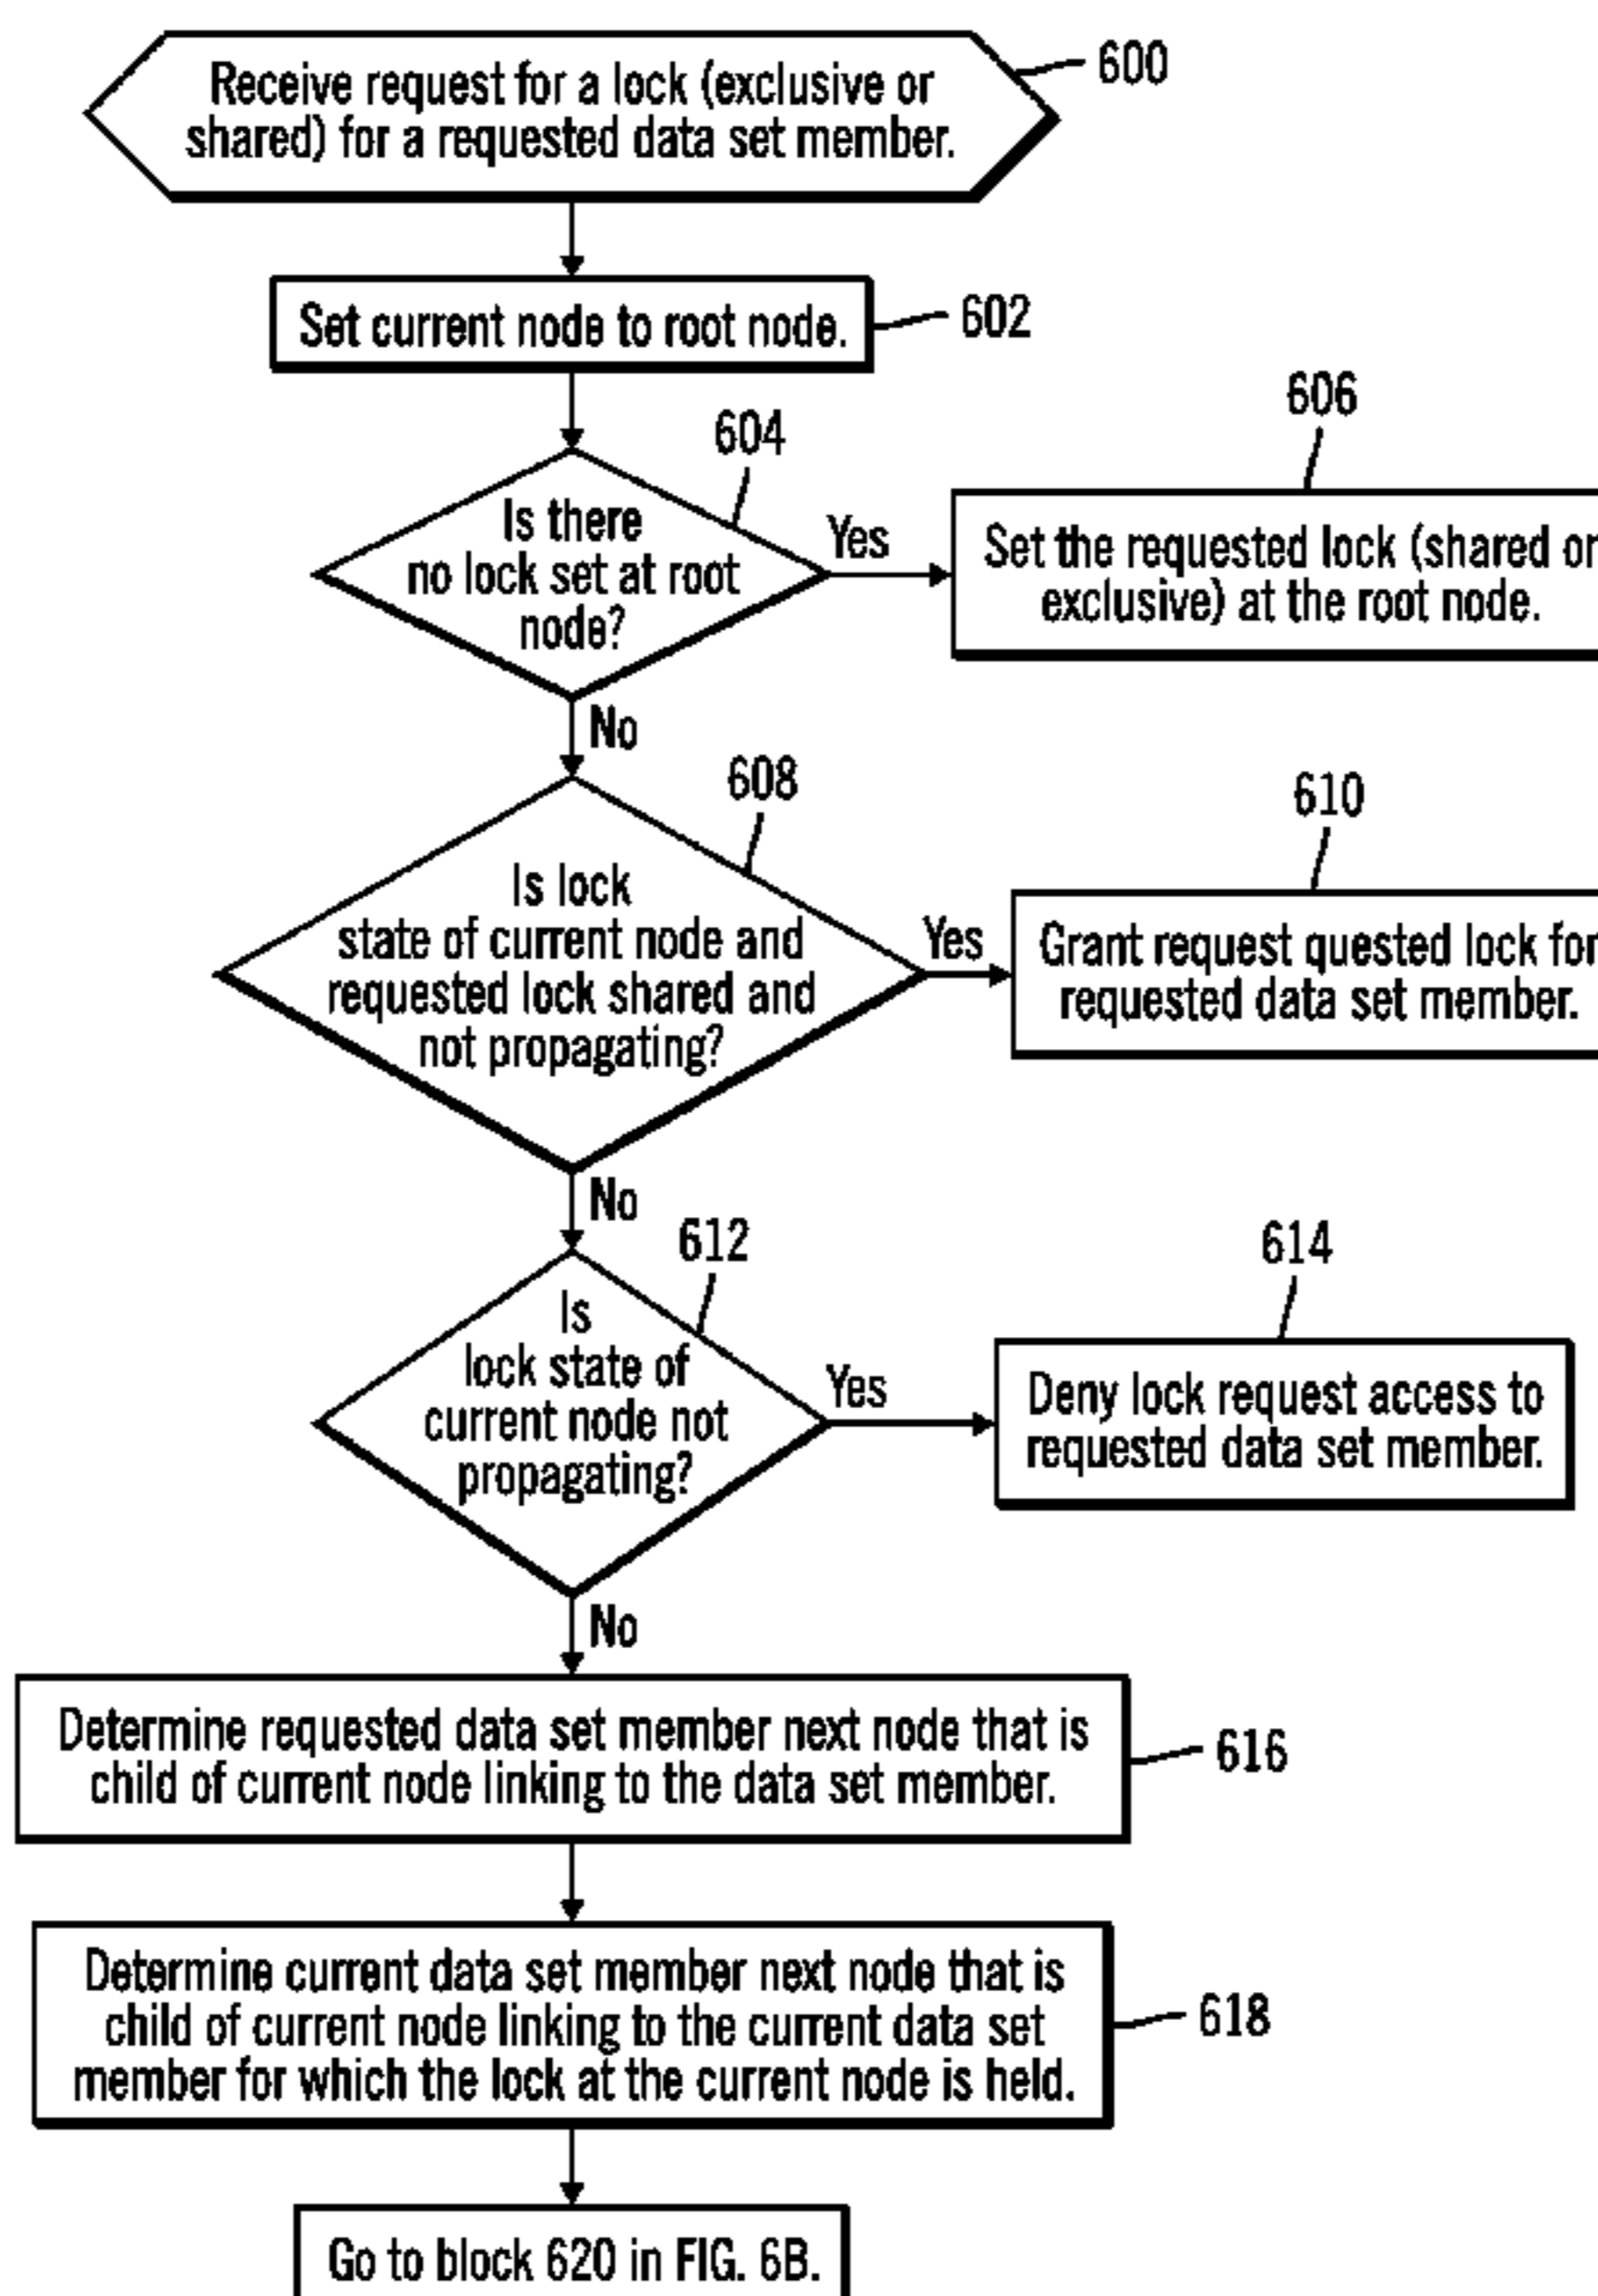 Receive request for a lock (exclusive or
shared) for a requested data set member.
600
Set current node to root node.
602
604
Is there
no lock set at root
node?
Yes
606
Set the requested lock (shared or
exclusive) at the root node.
No
608
Is lock
state of current node and
requested lock shared and
not propagating?
Yes
610
Grant request quested lock for
requested data set member.
No
612
Is
lock state of
current node not
propagating?
Yes
614
Deny lock request access to
requested data set member.
No
Determine requested data set member next node that is
child of current node linking to the data set member.
616
Determine current data set member next node that is
child of current node linking to the current data set
member for which the lock at the current node is held.
618
Go to block 620 in FIG. 6B.